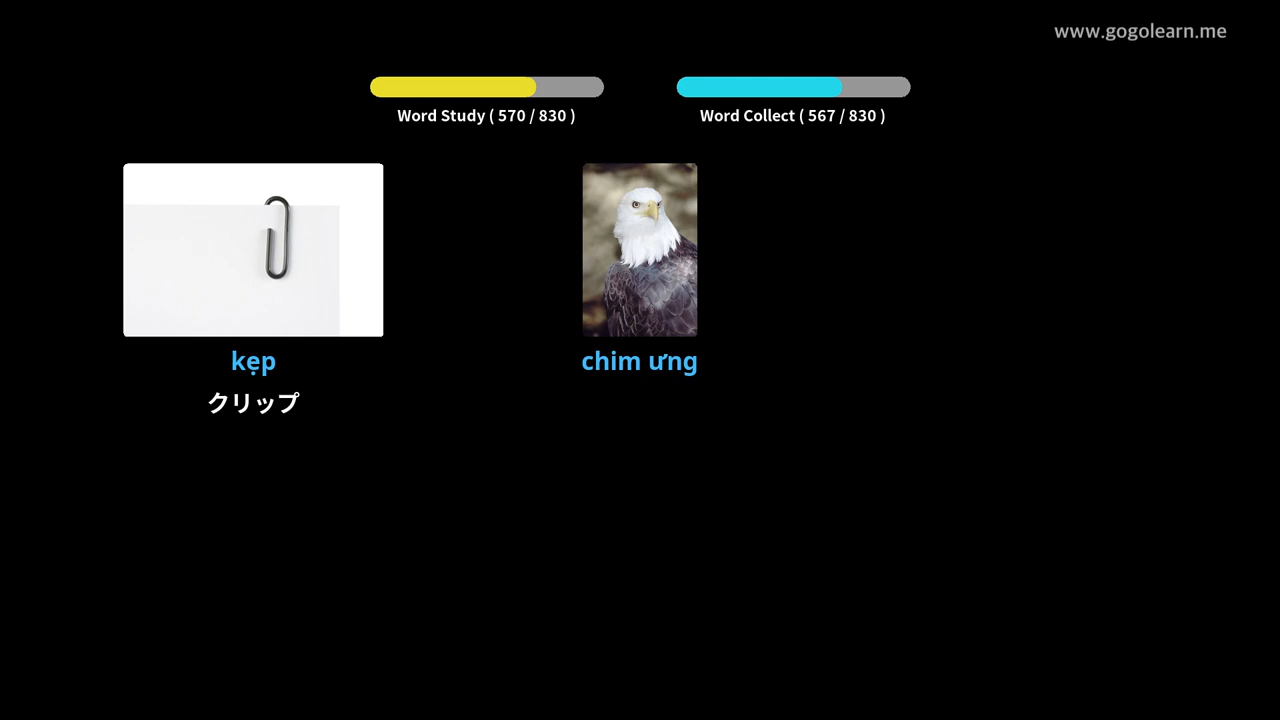 www.gogolearn.me
Word Study ( 570 / 830 )
Word Collect ( 567 / 830 )
kẹp
クリップ
chim ưng